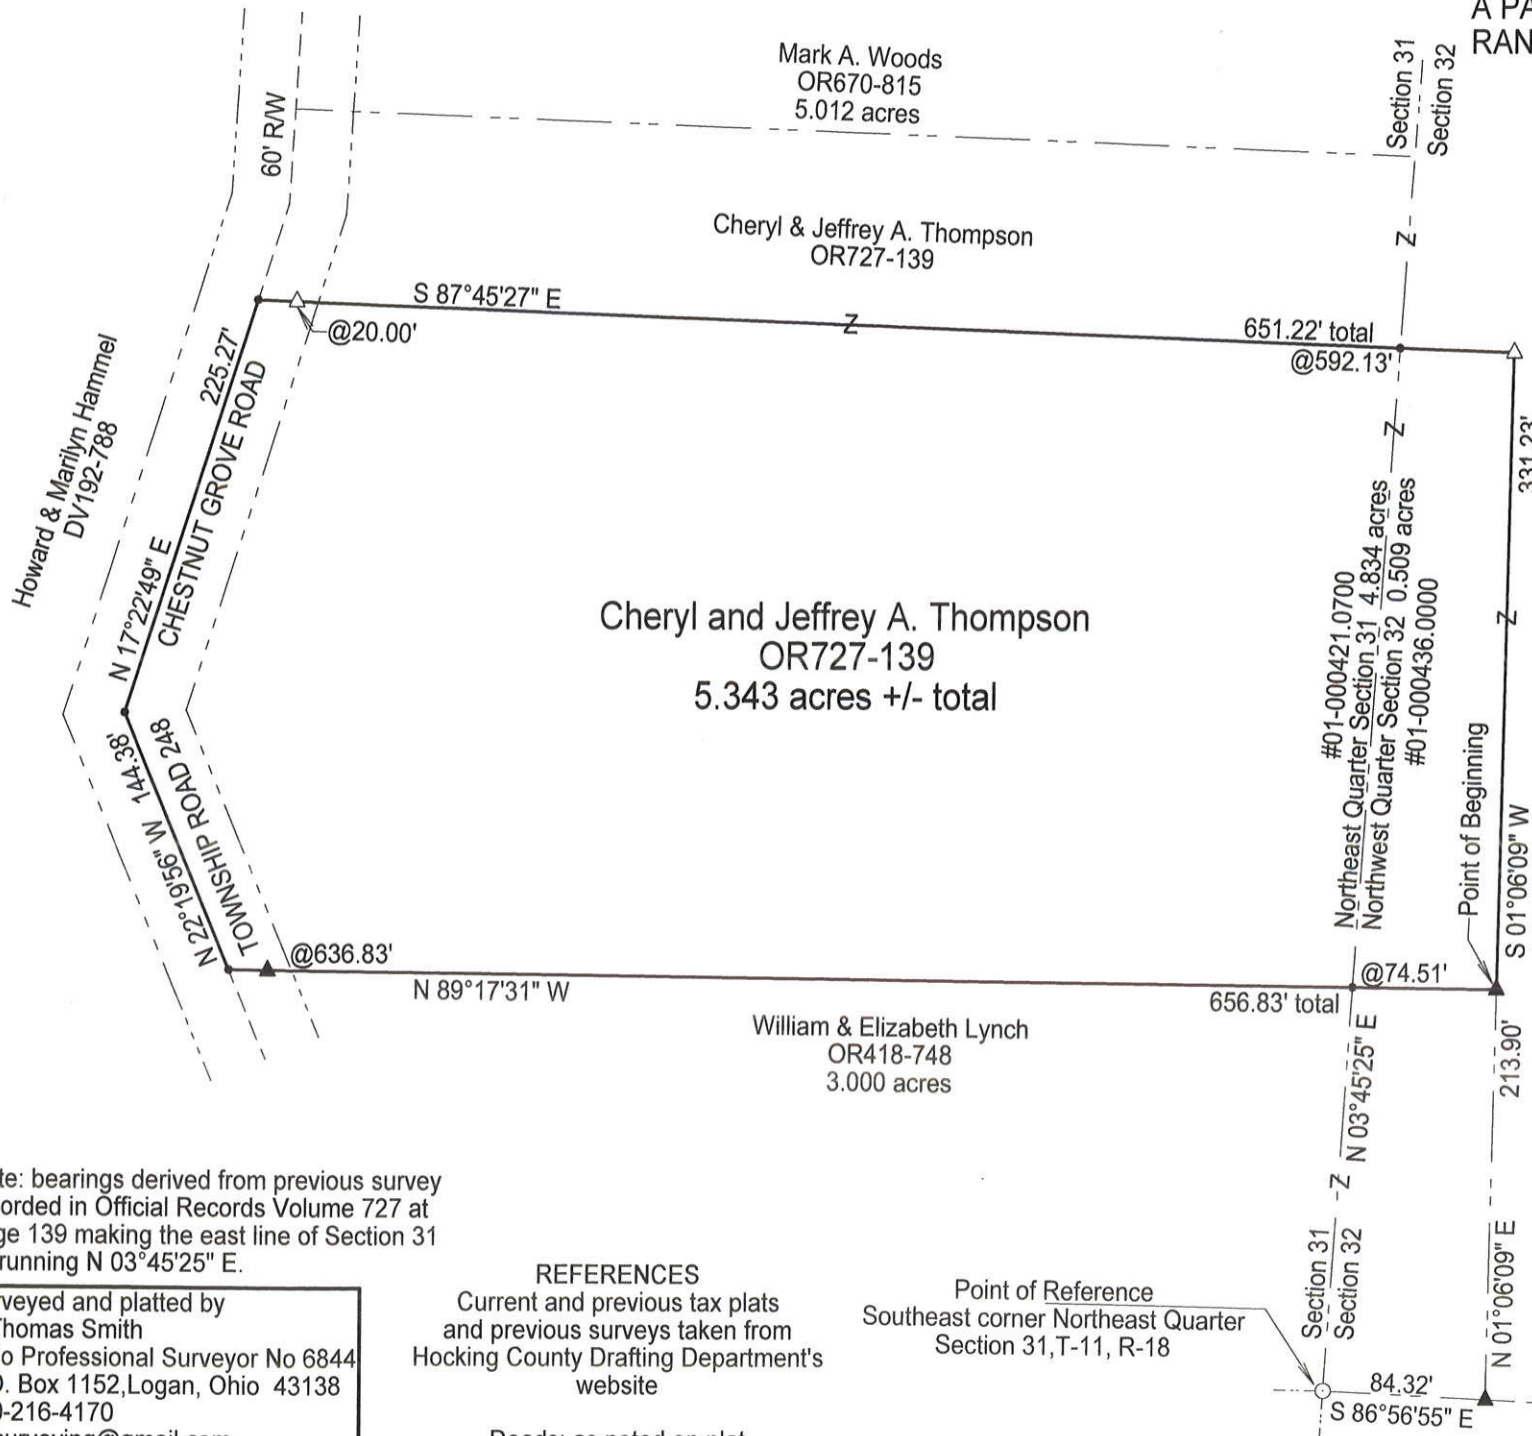 A PA
RAN
Section 31
Section 32
Mark A. Woods
OR670-815
5.012 acres
60' R/W
Cheryl & Jeffrey A. Thompson
OR727-139
S 87°45'27" E
@20.00'
651.22' total
@592.13'
Z
Z
Z
Z
Z
331.23'
S 01°06'09" W
Howard & Marilyn Hammel
DV192-788
225.27'
N 17°22'49" E
CHESTNUT GROVE ROAD
Cheryl and Jeffrey A. Thompson
OR727-139
5.343 acres +/- total
#01-000421.0700
Northeast Quarter Section 31 4.834 acres
Northwest Quarter Section 32 0.509 acres
#01-000436.0000
Point of Beginning
N 22°19'56" W 144.38'
TOWNSHIP ROAD 248
@636.83'
N 89°17'31" W
@74.51'
656.83' total
William & Elizabeth Lynch
OR418-748
3.000 acres
N 03°45'25" E
213.90'
N 01°06'09" E
te: bearings derived from previous survey
orded in Official Records Volume 727 at
ge 139 making the east line of Section 31
running N 03°45'25" E.
veyed and platted by
Thomas Smith
o Professional Surveyor No 6844
. Box 1152,Logan, Ohio 43138
-216-4170
REFERENCES
Current and previous tax plats
and previous surveys taken from
Hocking County Drafting Department's
website
Deeds: as noted on plat
Point of Reference
Southeast corner Northeast Quarter
Section 31,T-11, R-18
Section 31
Section 32
84.32'
S 86°56'55" E